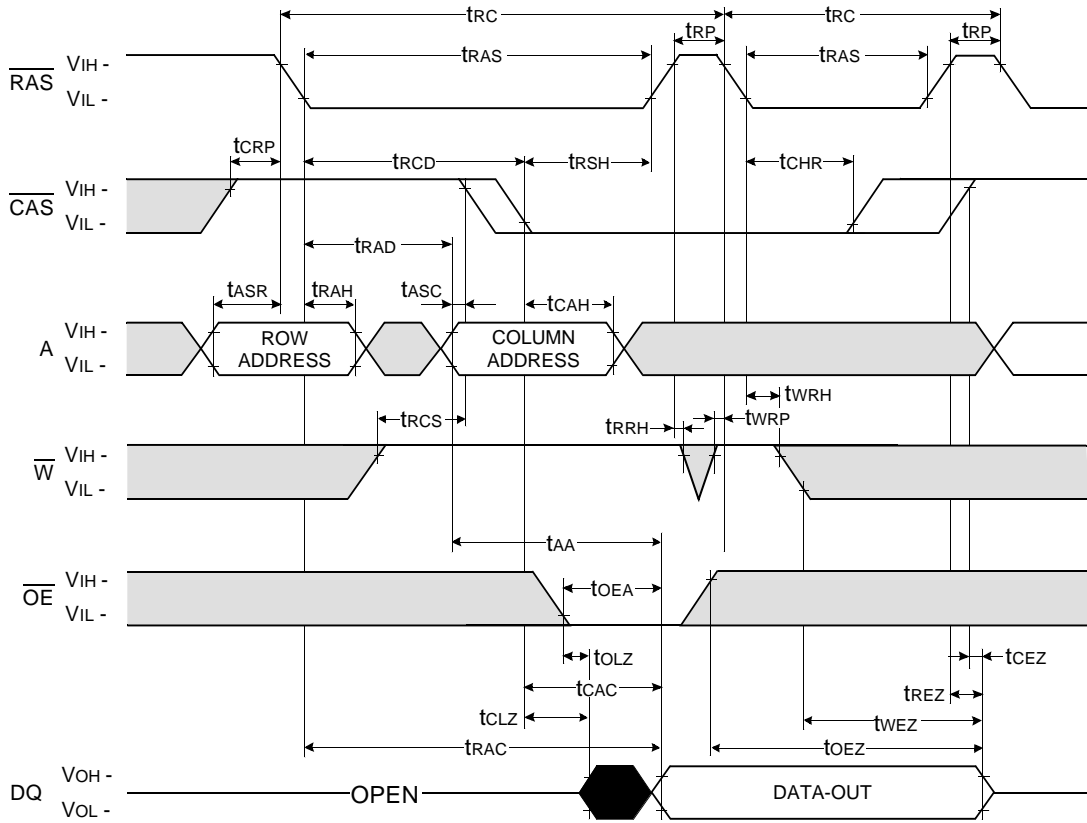 tRC tRC
tRP tRP
tRAS tRAS
RAS VIH -
VIL -
tCRP tRCD tRSH tCHR
CAS VIH -
VIL -
tRAD
tASR tRAH tASC tCAH
A VIH -
VIL -
ROW
ADDRESS
COLUMN
ADDRESS
tWRH
tRCS tRRH tWRP
W VIH -
VIL -
tAA
OE VIH -
VIL -
tOEA
tOLZ tCEZ
tCAC tREZ
tCLZ tWEZ
tRAC tOEZ
DQ VOH -
VOL -
OPEN DATA-OUT